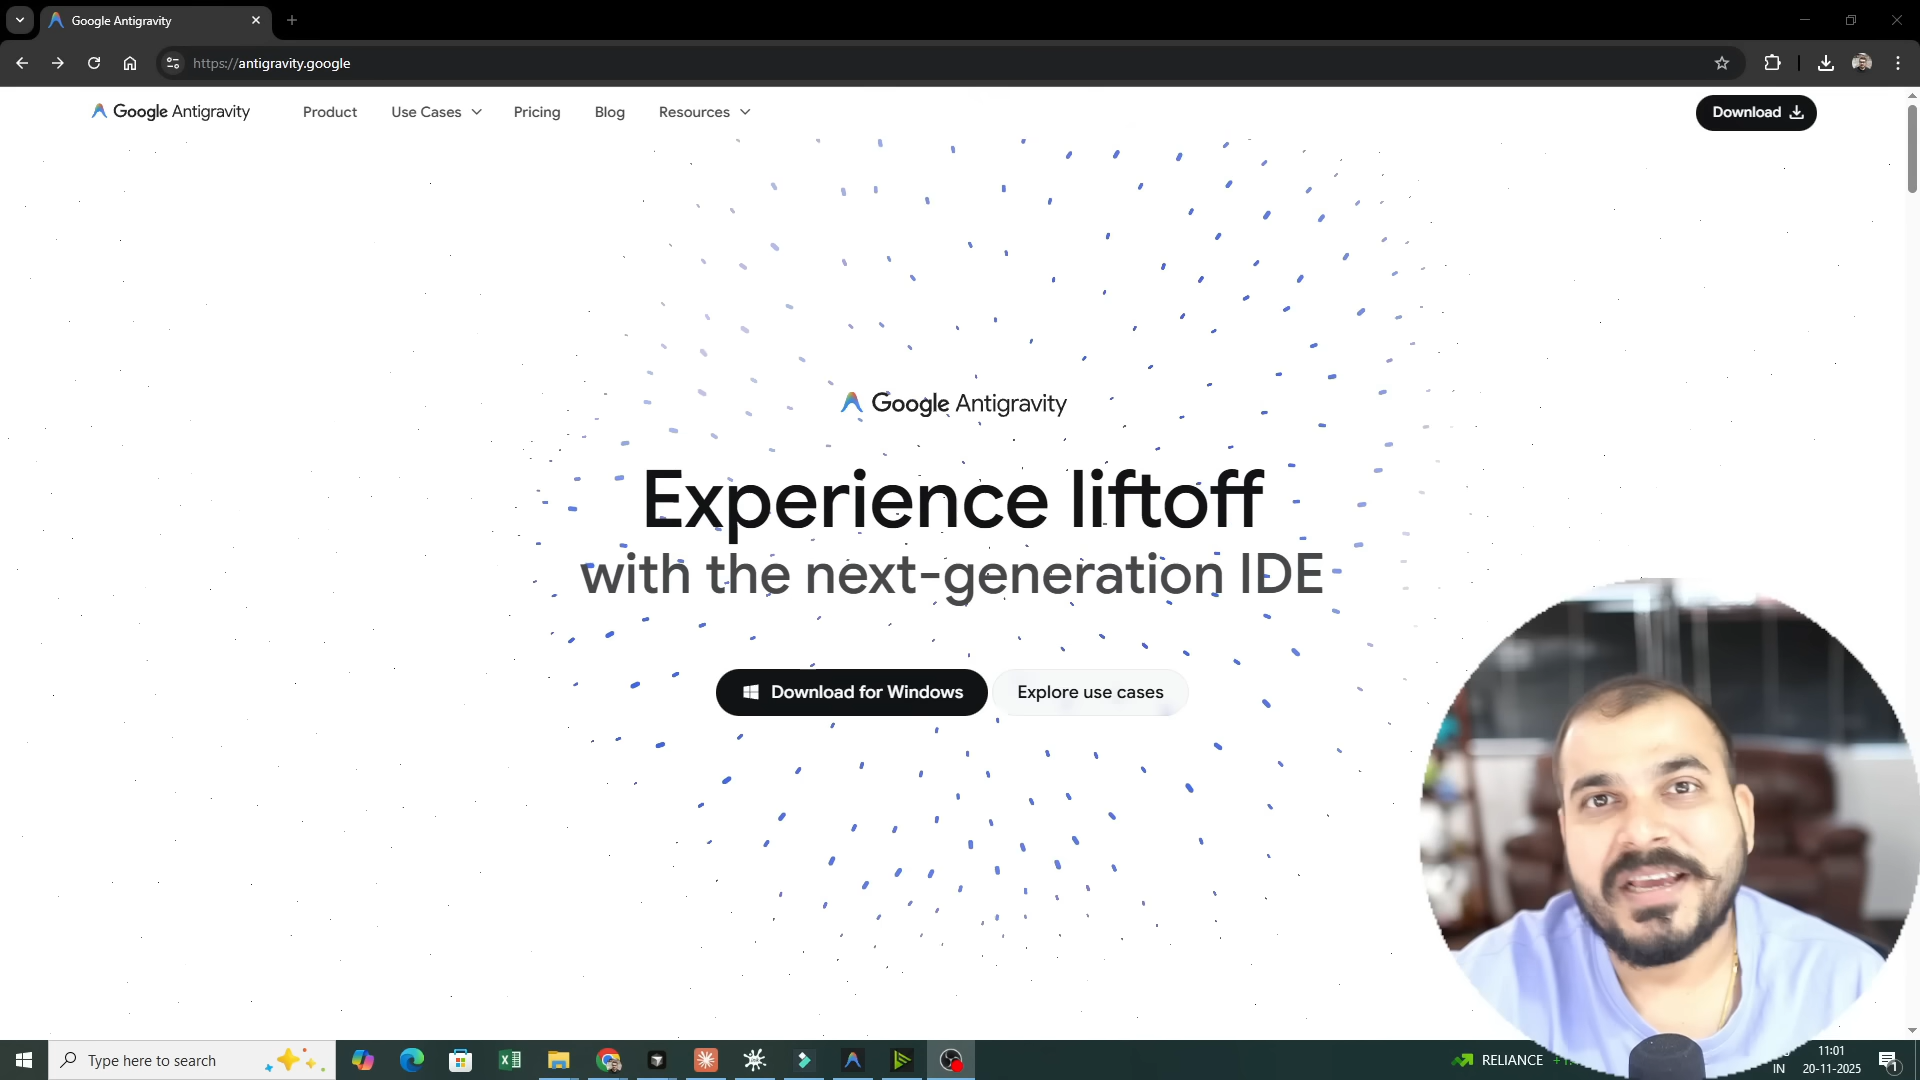 Google Antigravity
https://antigravity.google
Google Antigravity
Product
Use Cases
Pricing
Blog
Resources
Download
Google Antigravity
Experience liftoff
with the next-generation IDE
Download for Windows
Explore use cases
Type here to search
RELIANCE
IN
11:01
20-11-2025
1